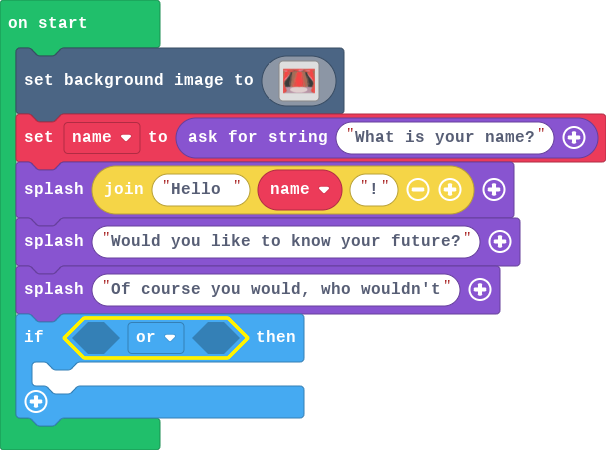 on start
set background image to
set name to ask for string "What is your name?"
splash join "Hello " name "!"
splash "Would you like to know your future?"
splash "Of course you would, who wouldn't"
if or then